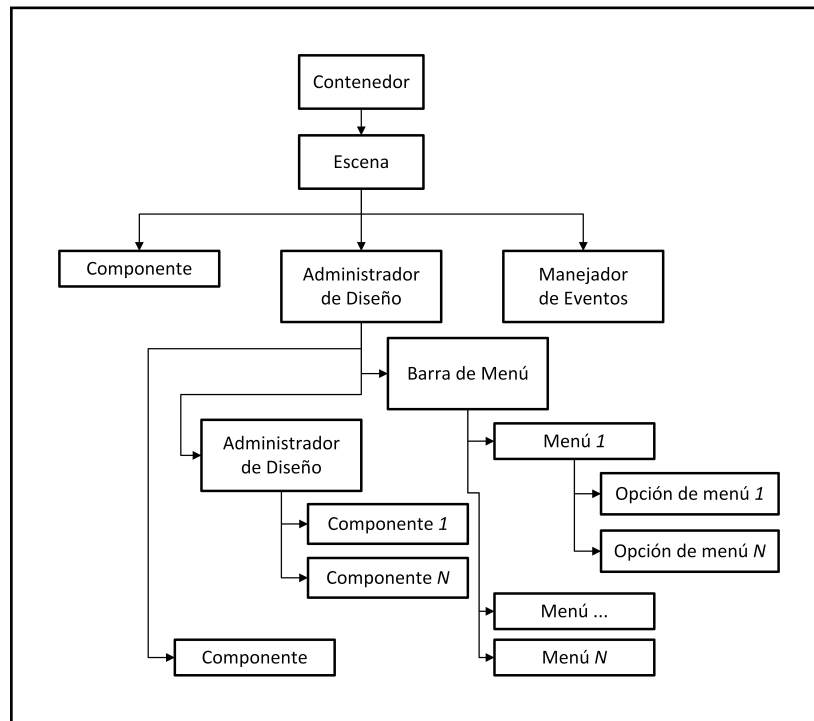 Contenedor
Escena
Componente
Administrador
de Diseño
Manejador
de Eventos
Barra de Menú
Administrador
de Diseño
Menú 1
Opción de menú 1
Componente 1
Opción de menú N
Componente N
Menú ...
Componente
Menú N